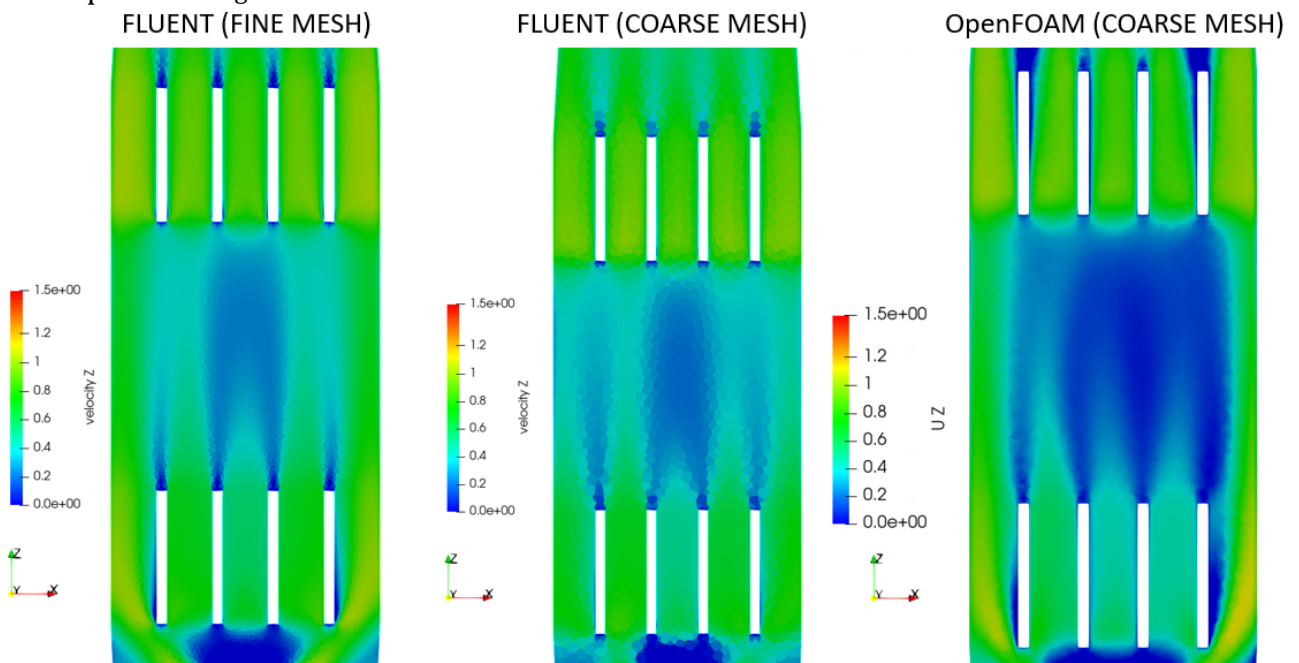 FLUENT (FINE MESH)
FLUENT (COARSE MESH)
OpenFOAM (COARSE MESH)
1.5e+00
1.2
1
0.8
0.6
0.4
0.2
0.0e+00
velocity Z
Z
Y
X
1.5e+00
1.2
1
0.8
0.6
0.4
0.2
0.0e+00
velocity Z
Z
Y
X
1.5e+00
1.2
1
0.8
0.6
0.4
0.2
0.0e+00
U Z
Z
Y
X